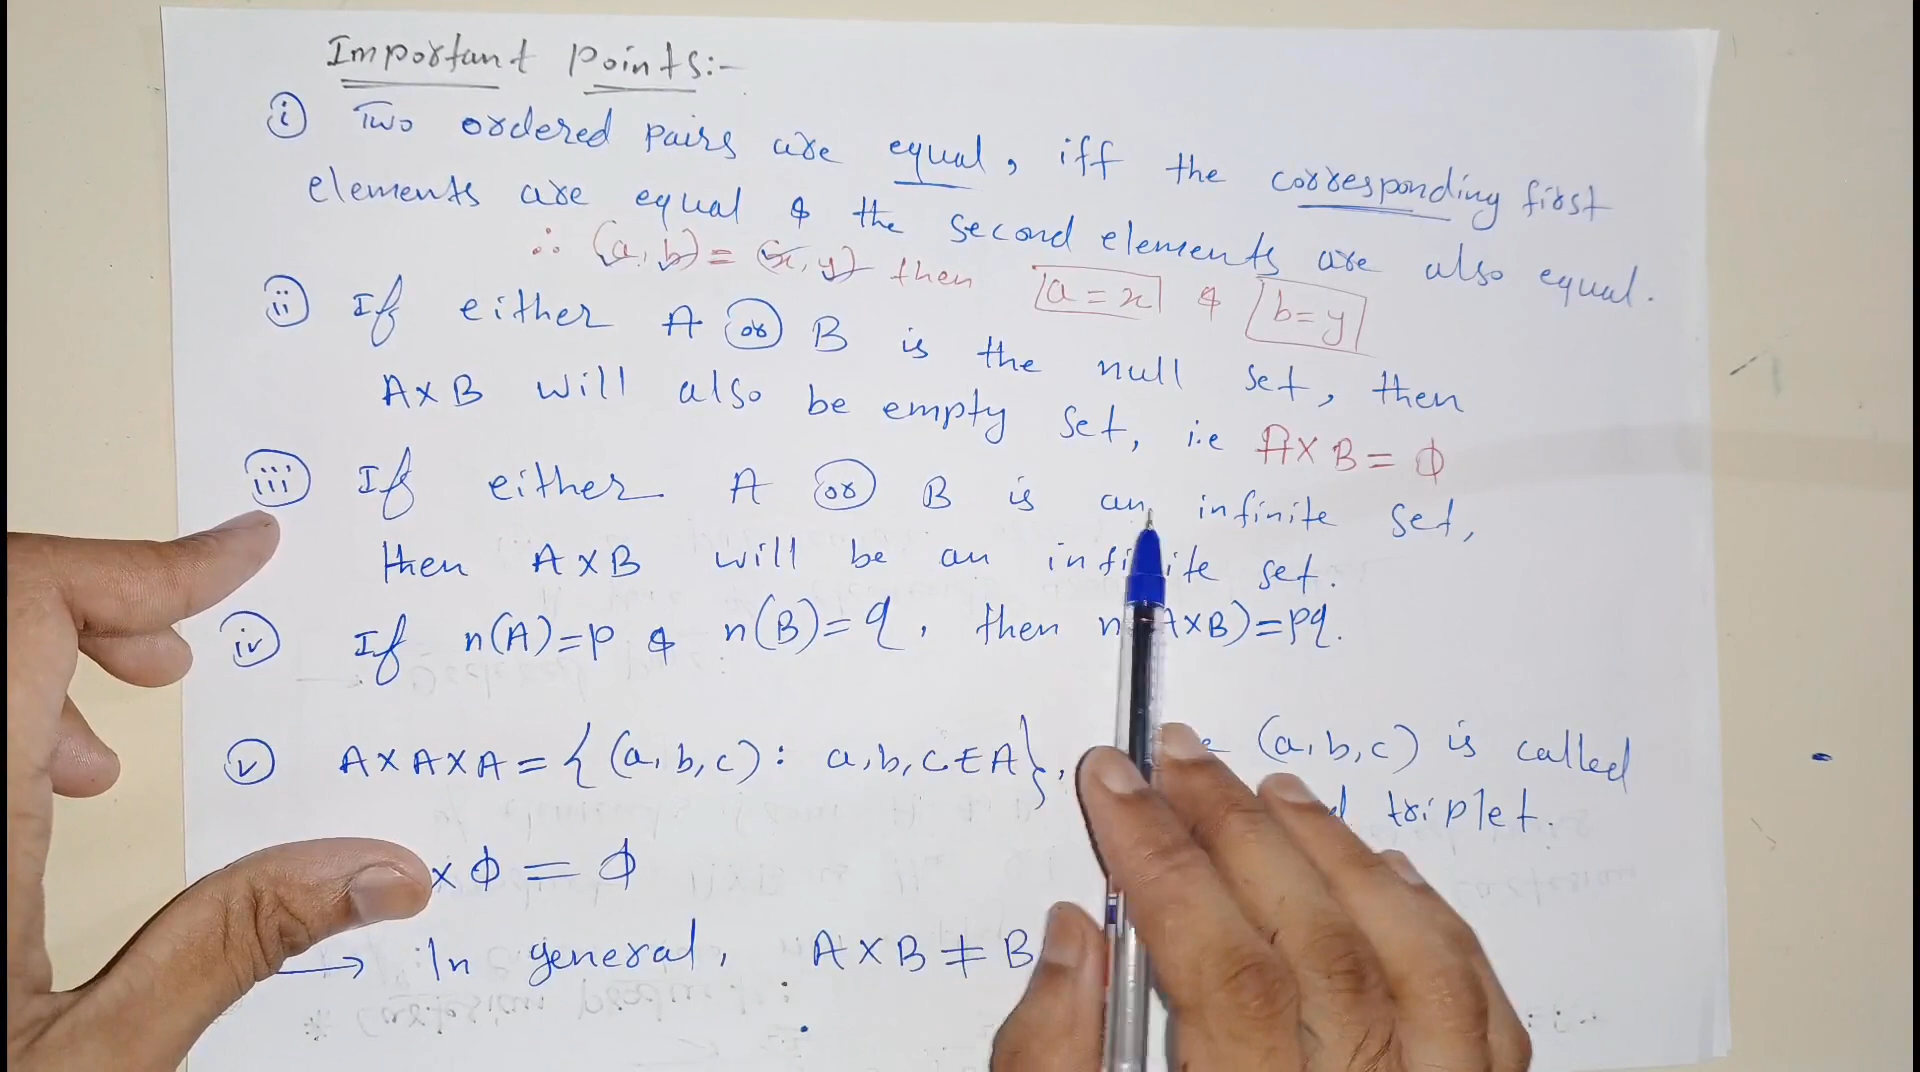 Important Points:-
(i) Two ordered pairs are equal, iff the corresponding first
elements are equal & the second elements are also equal.
∴ (a, b) = (x, y) then a = x & b = y
(ii) If either A or B is the null set, then
A×B will also be empty set, i.e A×B = ϕ
(iii) If either A or B is an infinite set,
then A×B will be an infinite set.
(iv) If n(A)=p & n(B)=q, then n(A×B)=pq.
(v) A×A×A = {(a, b, c): a, b, c ∈ A}, (a, b, c) is called
triplet.
× ϕ = ϕ
→ In general, A×B ≠ B